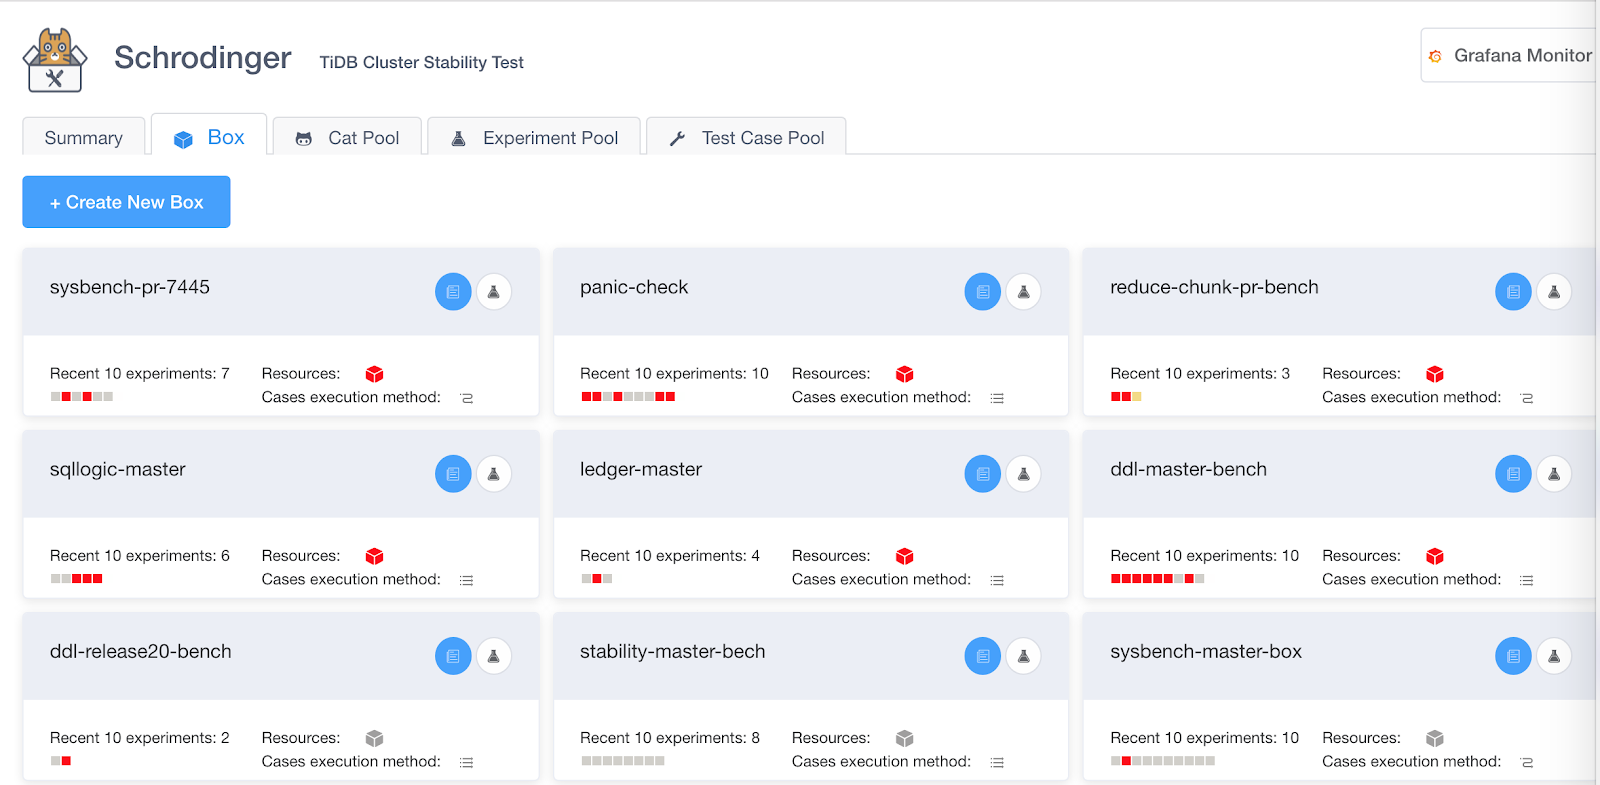 Schrodinger TiDB Cluster Stability Test Grafana Monitor
Summary Box Cat Pool Experiment Pool Test Case Pool
+ Create New Box
sysbench-pr-7445 panic-check reduce-chunk-pr-bench
Recent 10 experiments: 7 Resources: Recent 10 experiments: 10 Resources: Recent 10 experiments: 3 Resources:
Cases execution method: Cases execution method: Cases execution method:
sqllogic-master ledger-master ddl-master-bench
Recent 10 experiments: 6 Resources: Recent 10 experiments: 4 Resources: Recent 10 experiments: 10 Resources:
Cases execution method: Cases execution method: Cases execution method:
ddl-release20-bench stability-master-bech sysbench-master-box
Recent 10 experiments: 2 Resources: Recent 10 experiments: 8 Resources: Recent 10 experiments: 10 Resources:
Cases execution method: Cases execution method: Cases execution method: